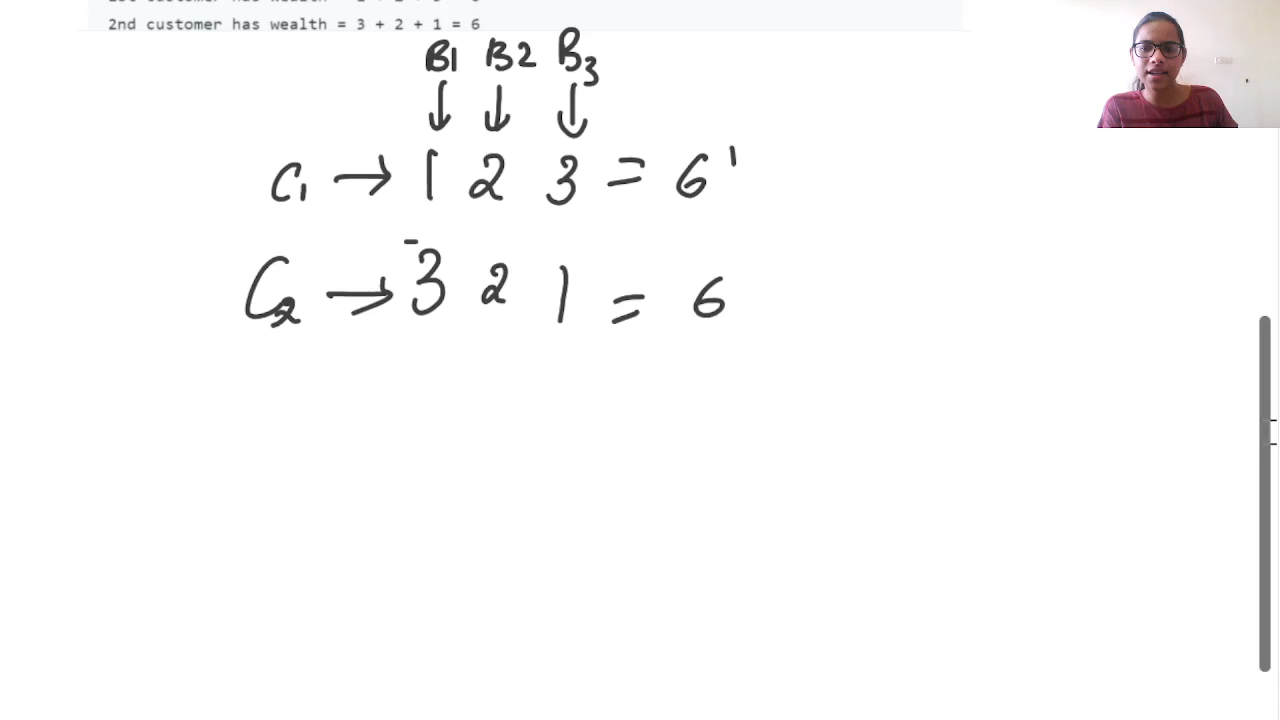 2nd customer has wealth = 3 + 2 + 1 = 6
B1 B2 B3
C1 → 1 2 3 = 6
C2 → 3 2 1 = 6